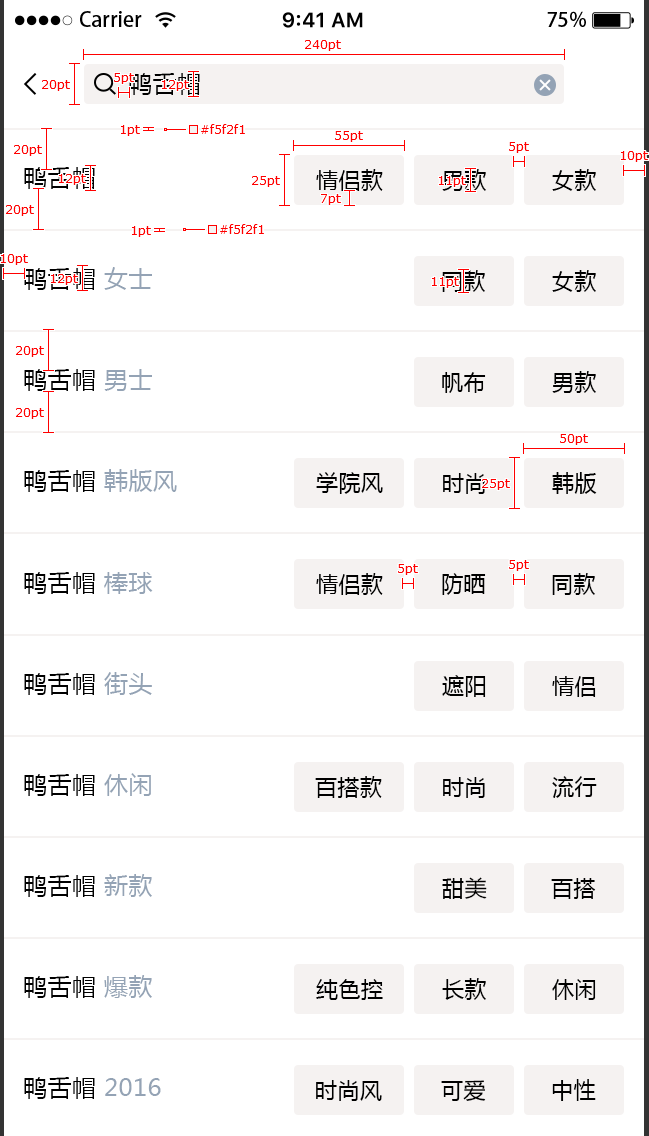 Carrier 9:41 AM 75%
240pt
20pt 5pt 鸭舌帽 12pt
1pt #f5f2f1 55pt 5pt 10pt
20pt 鸭舌帽 12pt 25pt 情侣款 11pt 男款 女款
7pt
20pt
1pt #f5f2f1
10pt 鸭舌帽 12pt 女士 11pt 同款 女款
20pt
鸭舌帽 男士 帆布 男款
20pt
50pt
鸭舌帽 韩版风 学院风 时尚 25pt 韩版
5pt 5pt
鸭舌帽 棒球 情侣款 防晒 同款
鸭舌帽 街头 遮阳 情侣
鸭舌帽 休闲 百搭款 时尚 流行
鸭舌帽 新款 甜美 百搭
鸭舌帽 爆款 纯色控 长款 休闲
鸭舌帽 2016 时尚风 可爱 中性